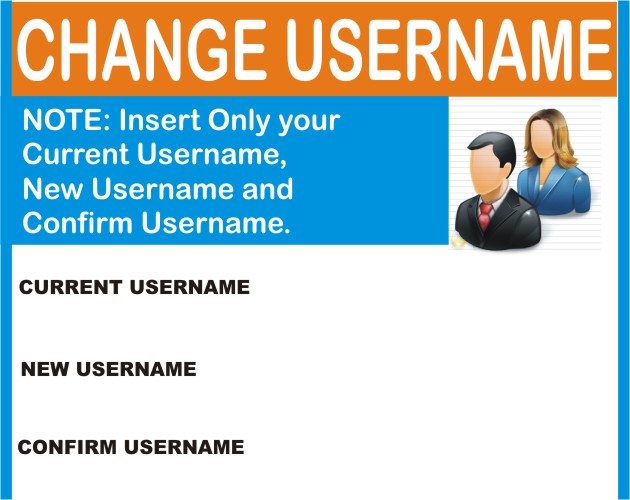 CHANGE USERNAME
NOTE: Insert Only your
Current Username,
New Username and
Confirm Username.
CURRENT USERNAME
NEW USERNAME
CONFIRM USERNAME